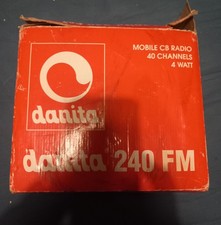 MOBILE CB RADIO
40 CHANNELS
4 WATT
danita
danita 240 FM